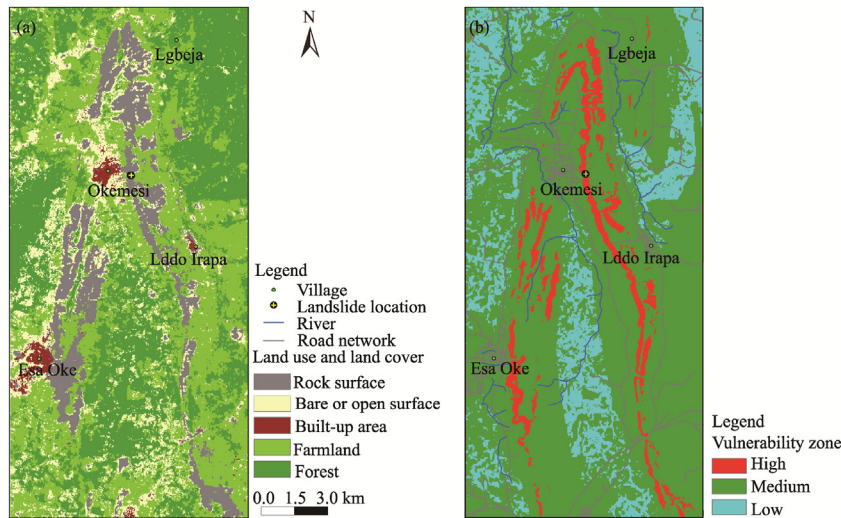 (a)
Lgbeja
Okemesi
Lddo Irapa
Esa Oke
N
Legend
Village
Landslide location
River
Road network
Land use and land cover
Rock surface
Bare or open surface
Built-up area
Farmland
Forest
0.0 1.5 3.0 km
(b)
Lgbeja
Okemesi
Lddo Irapa
Esa Oke
Legend
Vulnerability zone
High
Medium
Low